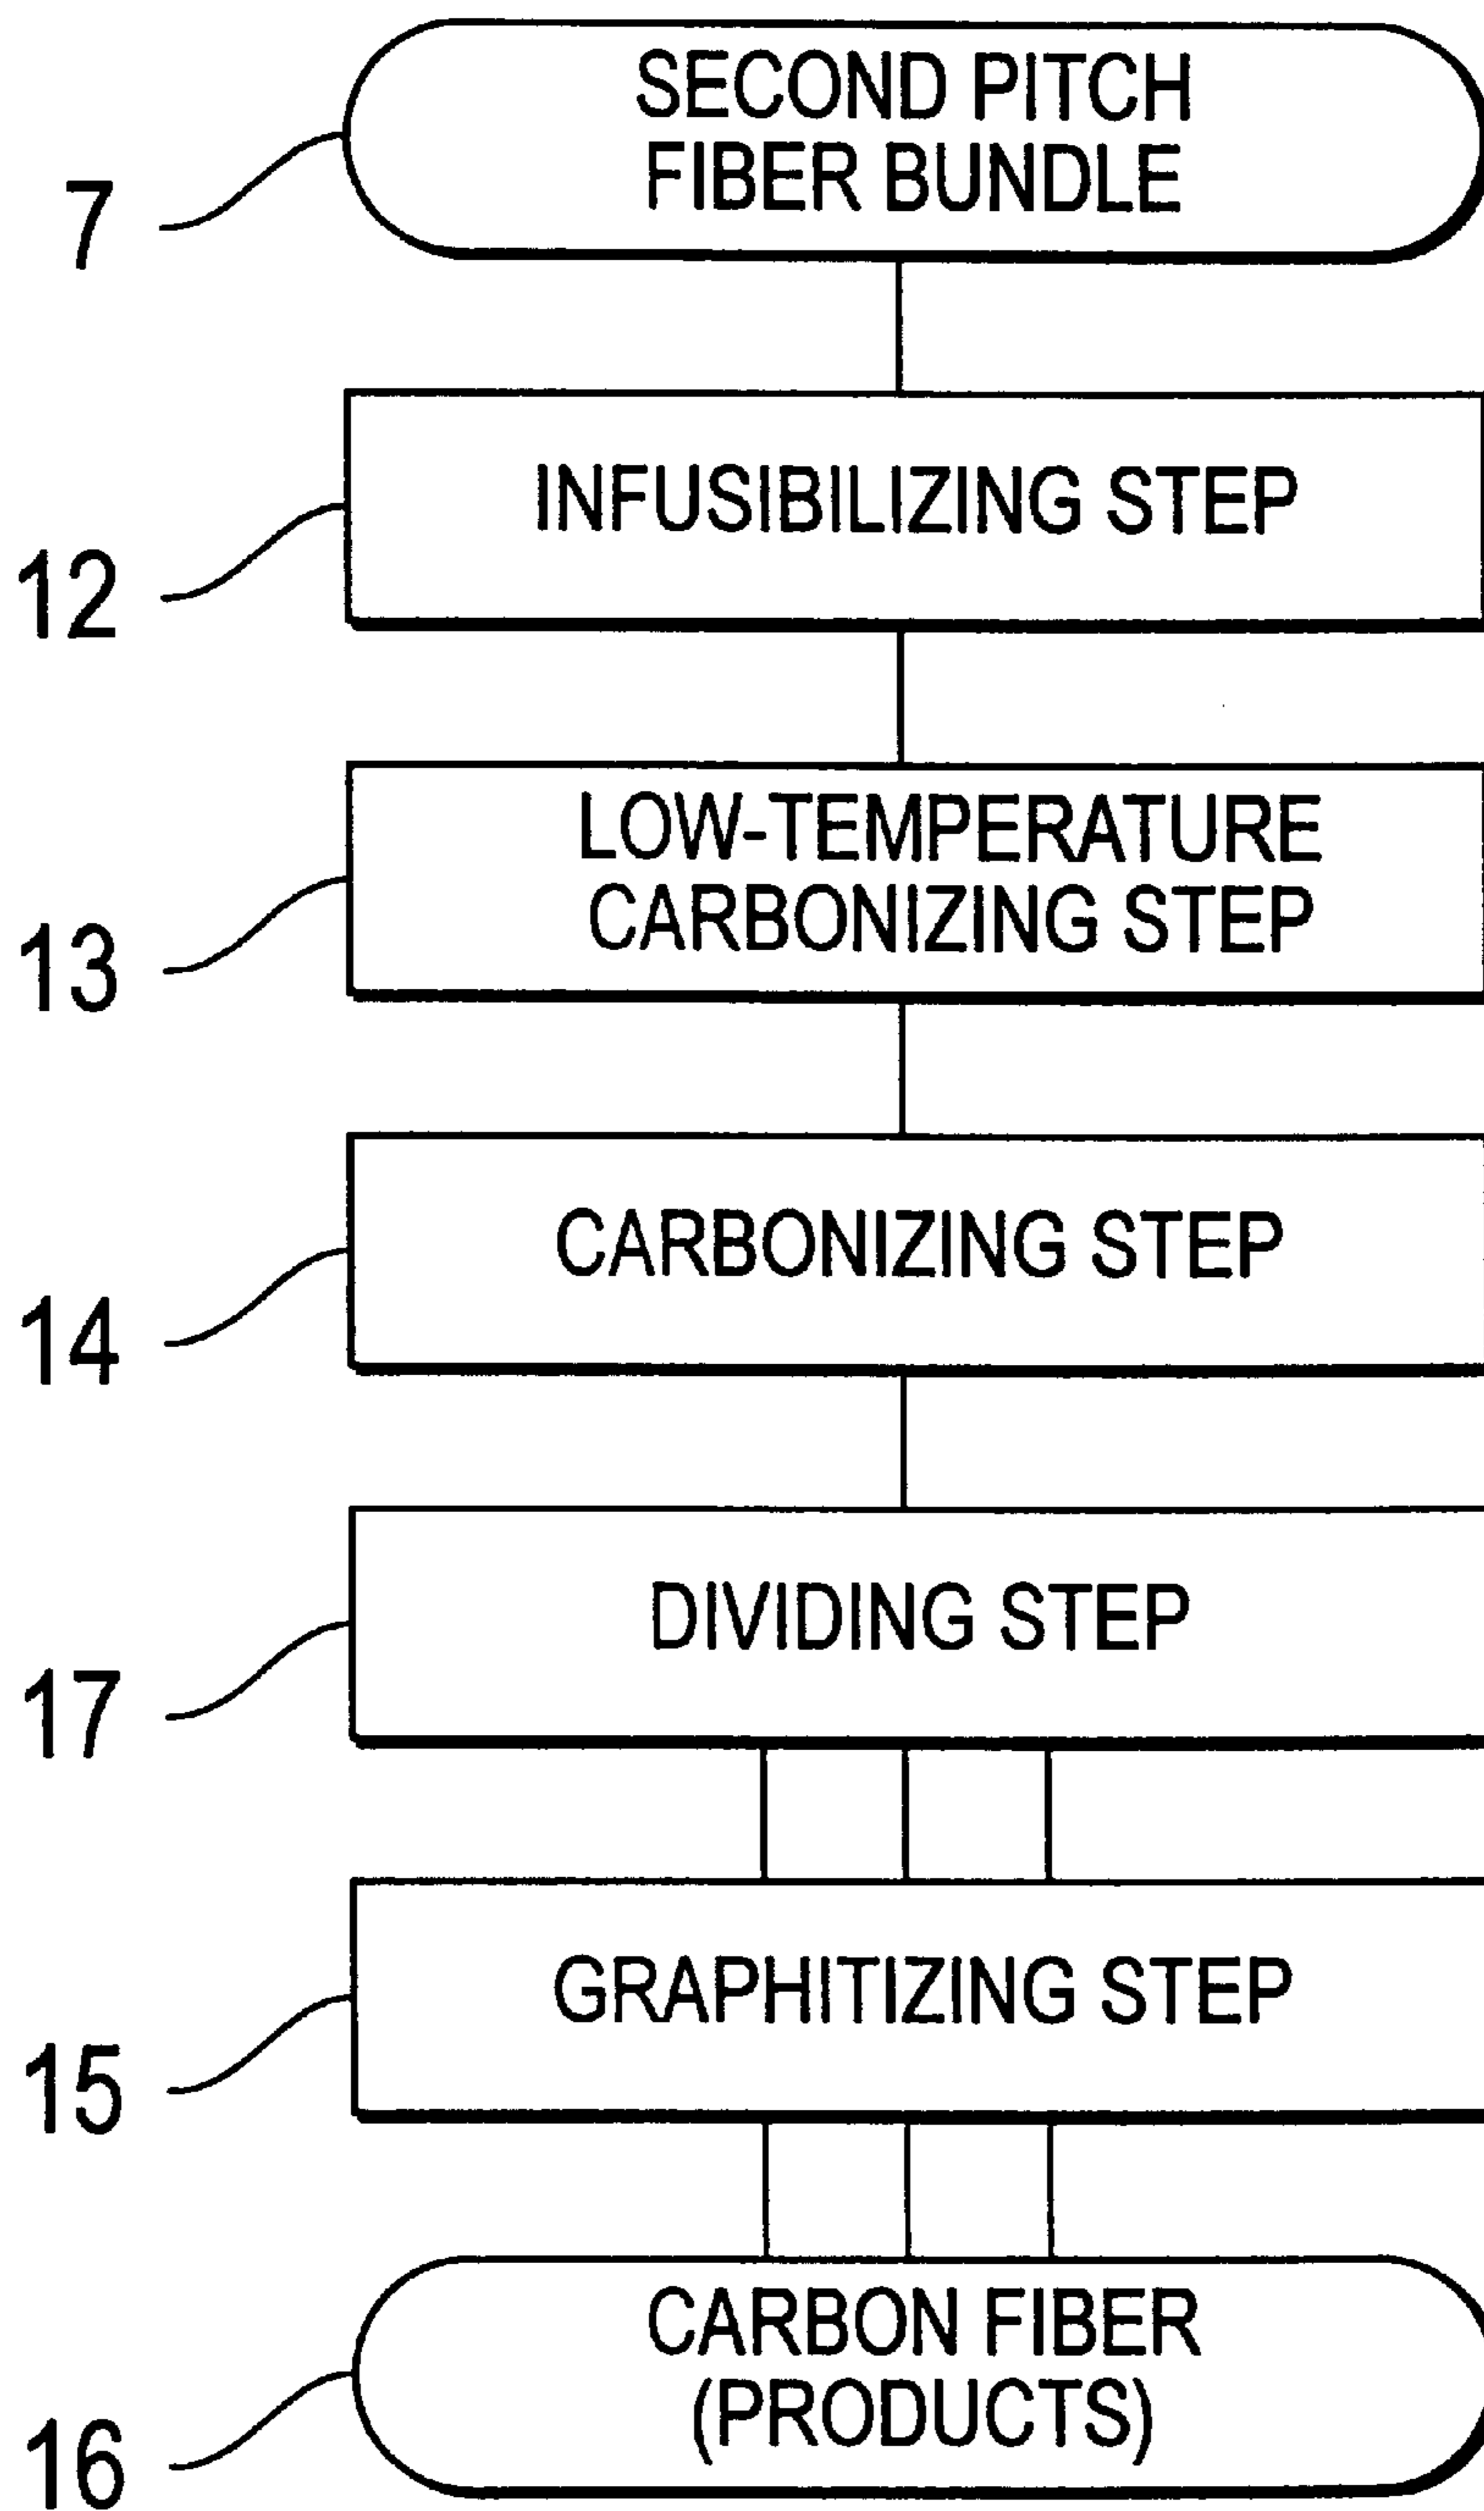 SECOND PITCH
FIBER BUNDLE
7
INFUSIBILIZING STEP
12
LOW-TEMPERATURE
CARBONIZING STEP
13
CARBONIZING STEP
14
DIVIDING STEP
17
GRAPHITIZING STEP
15
CARBON FIBER
(PRODUCTS)
16